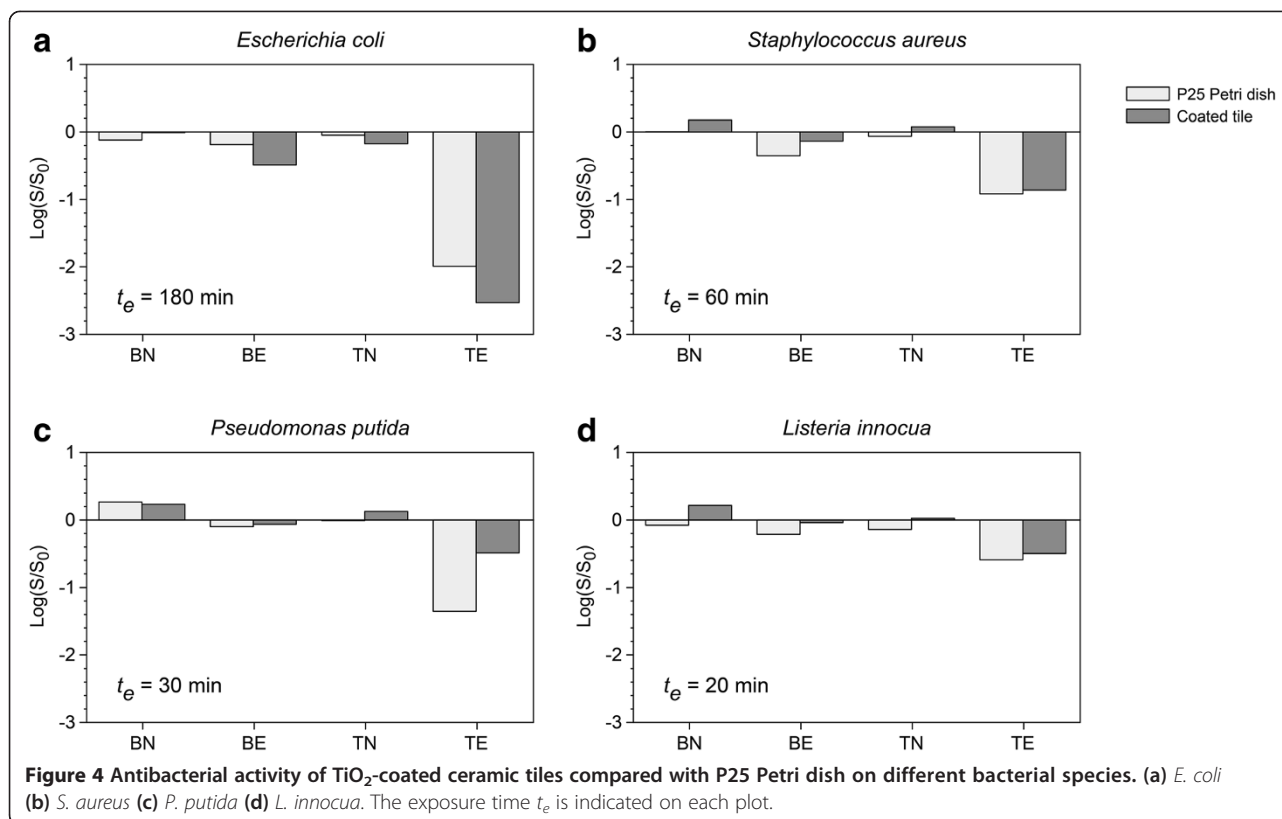 a
Escherichia coli
1
0
-1
-2
-3
Log(S/S₀)
tₑ = 180 min
BN BE TN TE
b
Staphylococcus aureus
1
0
-1
-2
-3
Log(S/S₀)
tₑ = 60 min
BN BE TN TE
P25 Petri dish
Coated tile
c
Pseudomonas putida
1
0
-1
-2
-3
Log(S/S₀)
tₑ = 30 min
BN BE TN TE
d
Listeria innocua
1
0
-1
-2
-3
Log(S/S₀)
tₑ = 20 min
BN BE TN TE
Figure 4 Antibacterial activity of TiO₂-coated ceramic tiles compared with P25 Petri dish on different bacterial species. (a) E. coli
(b) S. aureus (c) P. putida (d) L. innocua. The exposure time tₑ is indicated on each plot.